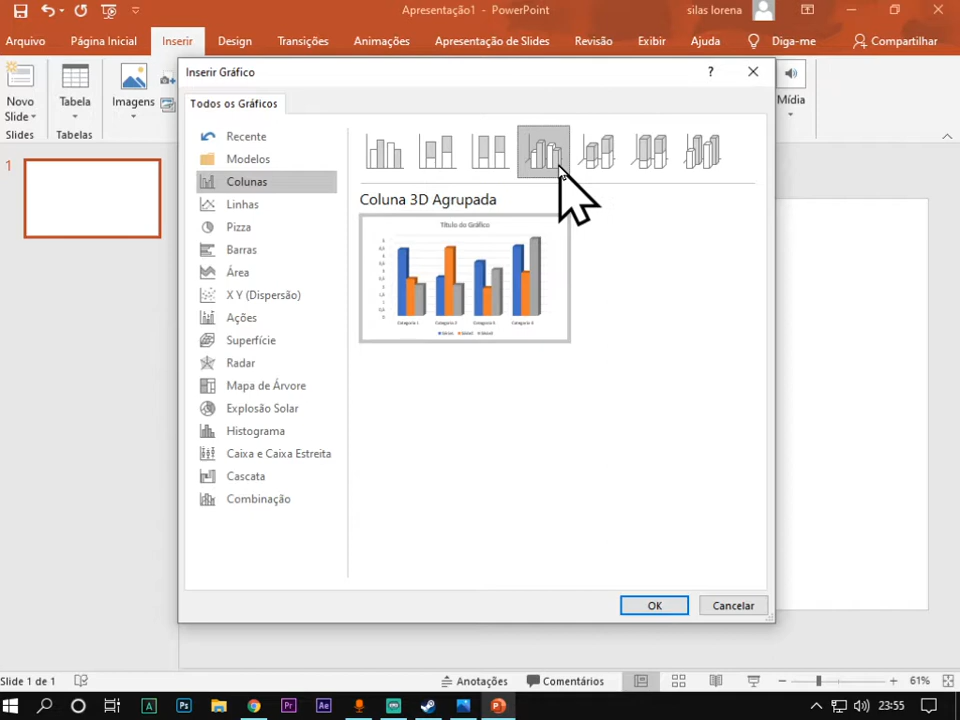 Apresentação1 - PowerPoint
silas lorena
Arquivo
Página Inicial
Inserir
Design
Transições
Animações
Apresentação de Slides
Revisão
Exibir
Ajuda
Diga-me
Compartilhar
Novo
Slide
Slides
Tabela
Tabelas
Imagens
Mídia
Inserir Gráfico
?
Todos os Gráficos
Recente
Modelos
Colunas
Linhas
Pizza
Barras
Área
X Y (Dispersão)
Ações
Superfície
Radar
Mapa de Árvore
Explosão Solar
Histograma
Caixa e Caixa Estreita
Cascata
Combinação
Coluna 3D Agrupada
Título do Gráfico
OK
Cancelar
1
Slide 1 de 1
Anotações
Comentários
61%
A
Ps
Pr
Ae
23:55